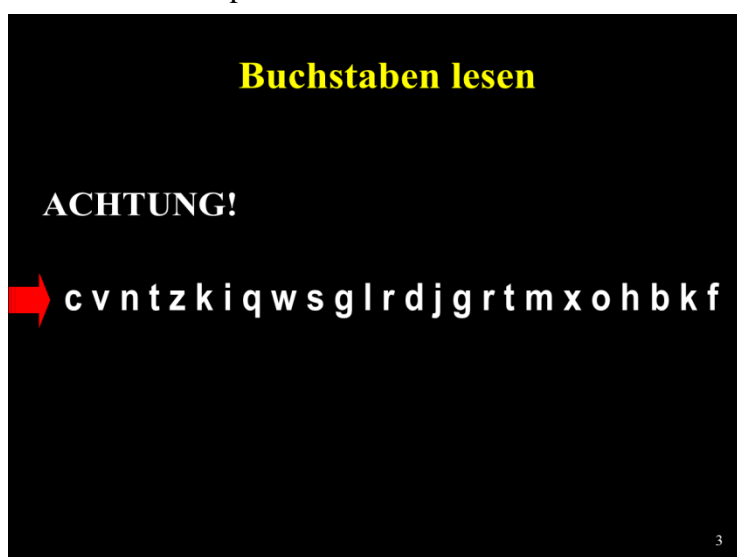 Buchstaben lesen
ACHTUNG!
c v n t z k i q w s g l r d j g r t m x o h b k f
3